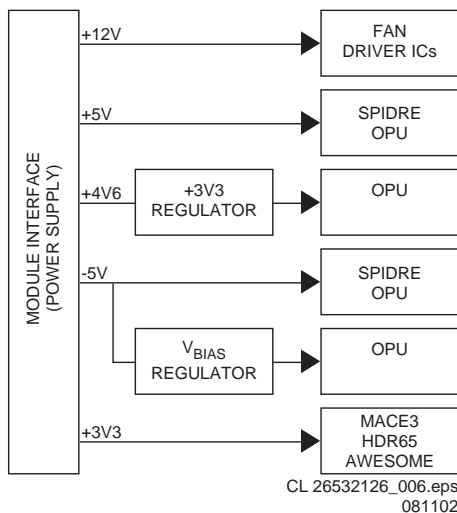 MODULE INTERFACE
(POWER SUPPLY)
+12V
FAN
DRIVER ICs
+5V
SPIDRE
OPU
+4V6
+3V3
REGULATOR
OPU
-5V
SPIDRE
OPU
VBIAS
REGULATOR
OPU
+3V3
MACE3
HDR65
AWESOME
CL 26532126_006.eps
081102